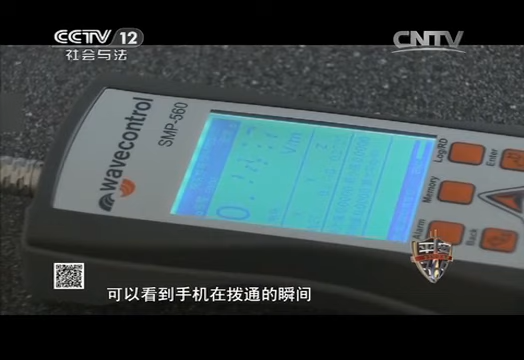 CCTV 12
社会与法
CNTV
wavecontrol
SMP-560
V/m
Log/RD
Enter
Memory
Alarm
Back
可以看到手机在拨通的瞬间